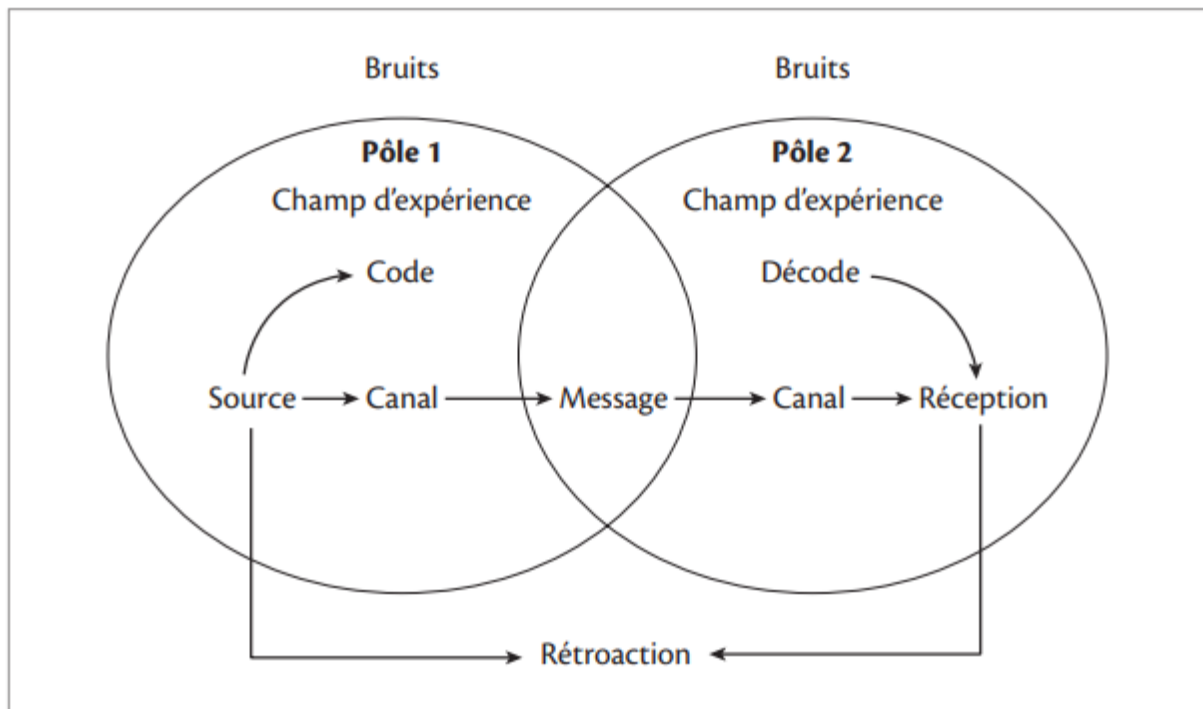 Bruits Bruits
Pôle 1 Pôle 2
Champ d'expérience Champ d'expérience
Code Décode
Source Canal Message Canal Réception
Rétroaction